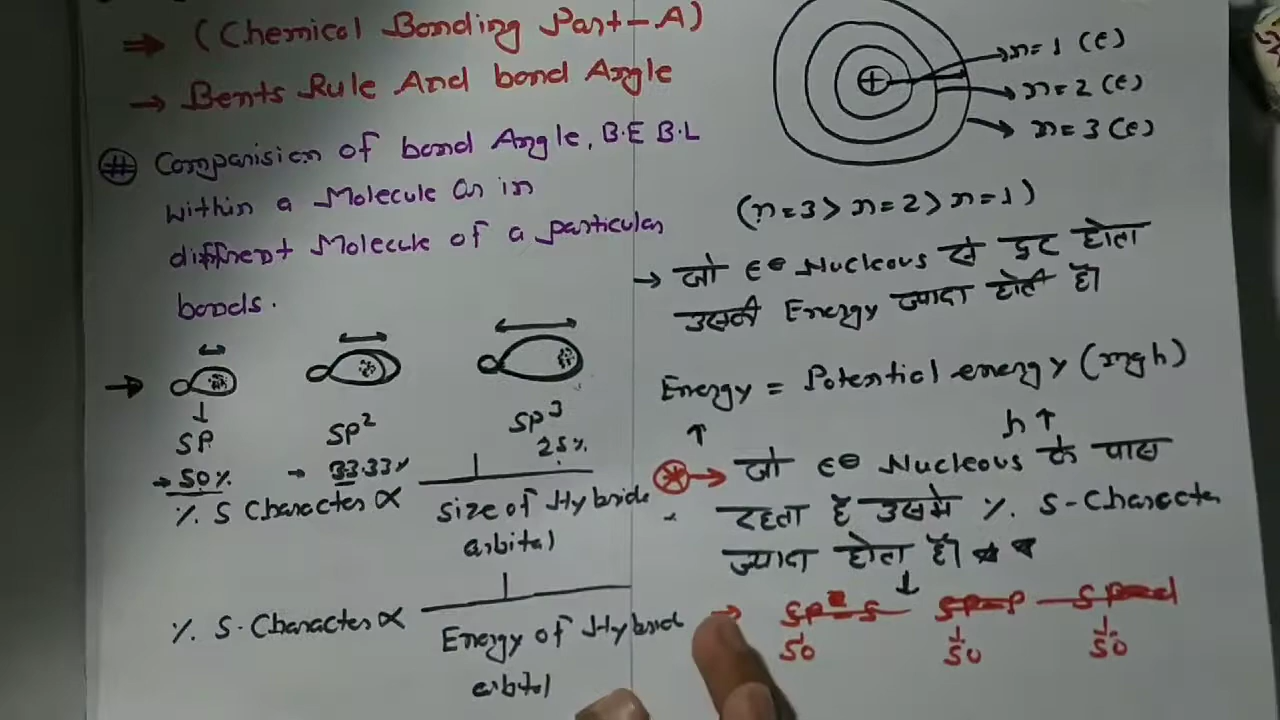 ⇒ (Chemical Bonding Part-A)
→ Bents Rule And bond Angle
# Comparision of bond Angle, B.E B.L
within a Molecule or in
diffrent Molecule of a particular
bonds.
→
SP
SP²
SP³
→ 50%
→ 33.33%
25%
% S Character ∝ 1
Size of Hybride
orbital
% S. Character ∝ 1
Energy of Hybrid
orbital
+
n=1 (e)
n=2 (e)
n=3 (e)
(n=3 > n=2 > n=1)
→ जो e⊖ Nucleous से दूर होता
उसकी Energy ज्यादा होती है।
Energy = Potential energy (mgh)
↑
h↑
⊛→ जो e⊖ Nucleous के पास
रहता है उसमे % S-Character
ज्यादा होता है।
↓
→
50
50
50